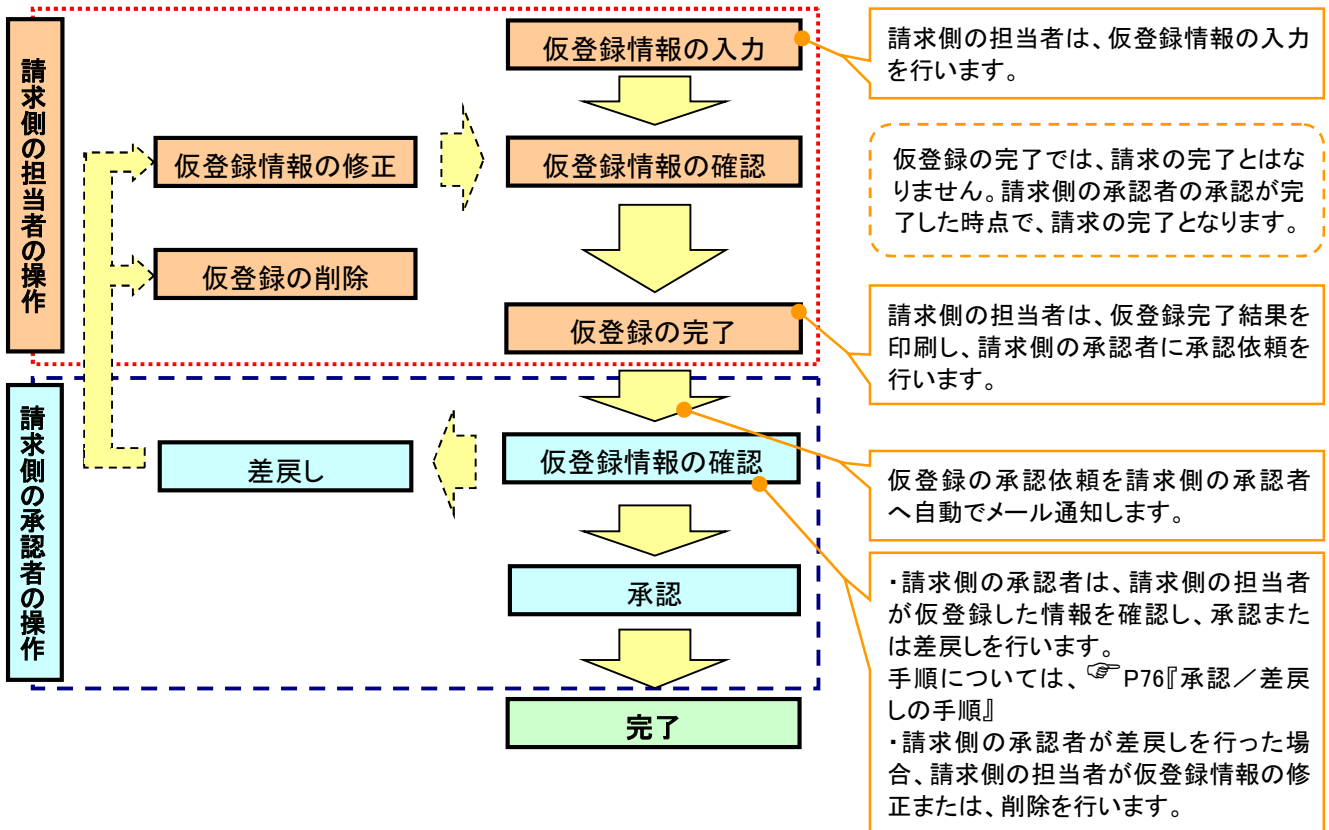 請求側の担当者の操作
仮登録情報の入力
仮登録情報の修正
仮登録情報の確認
仮登録の削除
仮登録の完了
請求側の承認者の操作
差戻し
仮登録情報の確認
承認
完了
請求側の担当者は、仮登録情報の入力
を行います。
仮登録の完了では、請求の完了とはな
りません。請求側の承認者の承認が完
了した時点で、請求の完了となります。
請求側の担当者は、仮登録完了結果を
印刷し、請求側の承認者に承認依頼を
行います。
仮登録の承認依頼を請求側の承認者
へ自動でメール通知します。
・請求側の承認者は、請求側の担当者
が仮登録した情報を確認し、承認また
は差戻しを行います。
手順については、☞P76『承認／差戻
しの手順』
・請求側の承認者が差戻しを行った場
合、請求側の担当者が仮登録情報の修
正または、削除を行います。